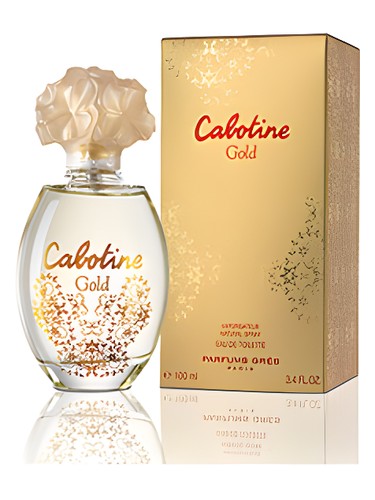 Cabotine
Gold
Cabotine
Gold
VAPORISATEUR
NATURAL SPRAY
EAU DE TOILETTE
PARFUMS GRÈS
PARIS
e 100 ml
3.4 FL.OZ.